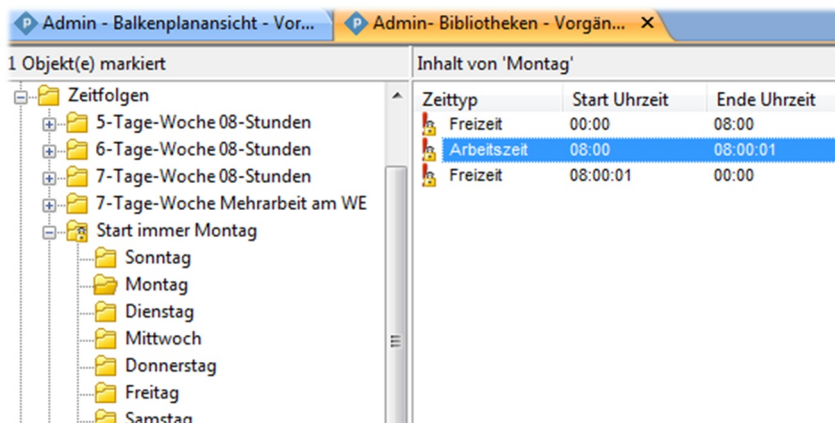 Admin - Balkenplanansicht - Vor... Admin- Bibliotheken - Vorgän...
1 Objekt(e) markiert
Inhalt von 'Montag'
Zeitfolgen
5-Tage-Woche 08-Stunden
6-Tage-Woche 08-Stunden
7-Tage-Woche 08-Stunden
7-Tage-Woche Mehrarbeit am WE
Start immer Montag
Sonntag
Montag
Dienstag
Mittwoch
Donnerstag
Freitag
Samstag
Zeittyp Start Uhrzeit Ende Uhrzeit
Freizeit 00:00 08:00
Arbeitszeit 08:00 08:00:01
Freizeit 08:00:01 00:00